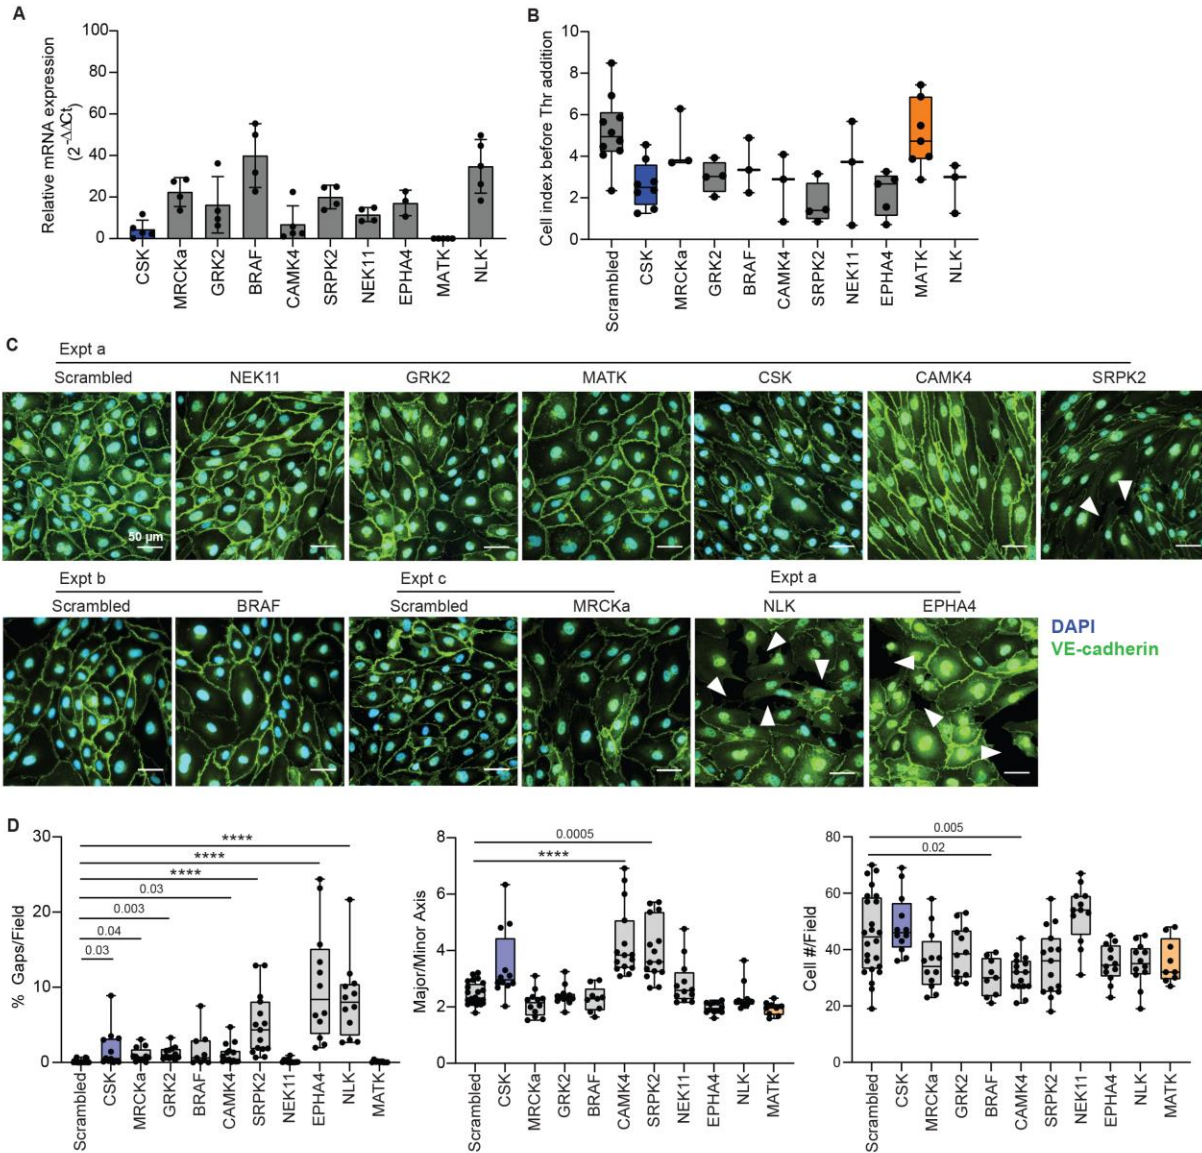 A
Relative mRNA expression
(2^-ΔΔCt)
100
80
60
40
20
0
CSK
MRCKa
GRK2
BRAF
CAMK4
SRPK2
NEK11
EPHA4
MATK
NLK
B
Cell index before Thr addition
10
8
6
4
2
0
Scrambled
CSK
MRCKa
GRK2
BRAF
CAMK4
SRPK2
NEK11
EPHA4
MATK
NLK
C
Expt a
Scrambled NEK11 GRK2 MATK CSK CAMK4 SRPK2
50 µm
Expt b Expt c Expt a
Scrambled BRAF Scrambled MRCKa NLK EPHA4
DAPI
VE-cadherin
D
% Gaps/Field
30
20
10
0
****
****
****
0.03
0.003
0.04
0.03
Scrambled
CSK
MRCKa
GRK2
BRAF
CAMK4
SRPK2
NEK11
EPHA4
NLK
MATK
Major/Minor Axis
8
6
4
2
0
0.0005
****
Scrambled
CSK
MRCKa
GRK2
BRAF
CAMK4
SRPK2
NEK11
EPHA4
NLK
MATK
Cell #/Field
80
60
40
20
0
0.005
0.02
Scrambled
CSK
MRCKa
GRK2
BRAF
CAMK4
SRPK2
NEK11
EPHA4
NLK
MATK